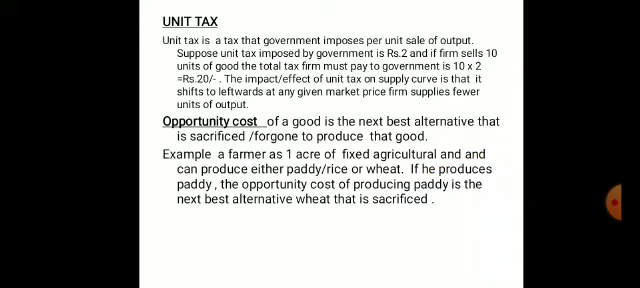 UNIT TAX
Unit tax is a tax that government imposes per unit sale of output.
Suppose unit tax imposed by government is Rs.2 and if firm sells 10
units of good the total tax firm must pay to government is 10 x 2
=Rs.20/- . The impact/effect of unit tax on supply curve is that it
shifts to leftwards at any given market price firm supplies fewer
units of output.
Opportunity cost of a good is the next best alternative that
is sacrificed /forgone to produce that good.
Example a farmer as 1 acre of fixed agricultural and and
can produce either paddy/rice or wheat. If he produces
paddy , the opportunity cost of producing paddy is the
next best alternative wheat that is sacrificed .